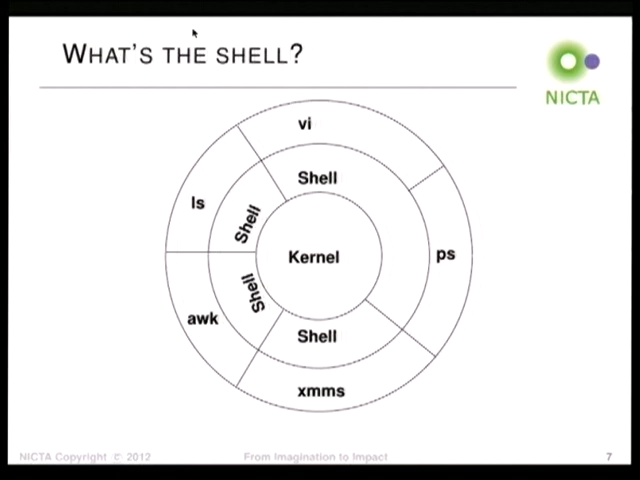 WHAT'S THE SHELL?
NICTA
vi
Shell
ls
Shell
Kernel
ps
Shell
awk
Shell
xmms
NICTA Copyright © 2012
From Imagination to Impact
7